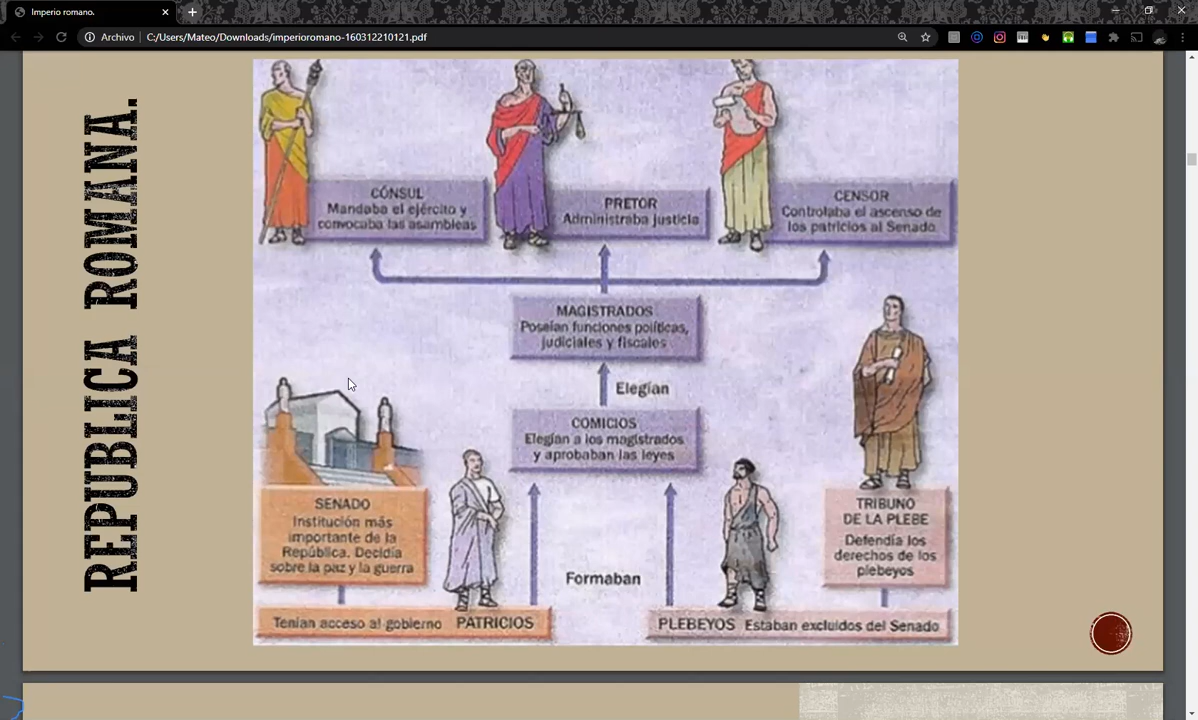 Imperio romano.
Archivo
C:/Users/Mateo/Downloads/imperioromano-160312210121.pdf
REPUBLICA ROMANA.
CÓNSUL
Mandaba el ejército y
convocaba las asambleas
PRETOR
Administraba justicia
CENSOR
Controlaba el ascenso de
los patricios al Senado
MAGISTRADOS
Poseían funciones políticas,
judiciales y fiscales
Elegían
COMICIOS
Elegían a los magistrados
y aprobaban las leyes
SENADO
Institución más
importante de la
República. Decidía
sobre la paz y la guerra
TRIBUNO
DE LA PLEBE
Defendía los
derechos de los
plebeyos
Formaban
Tenían acceso al gobierno PATRICIOS
PLEBEYOS Estaban excluidos del Senado